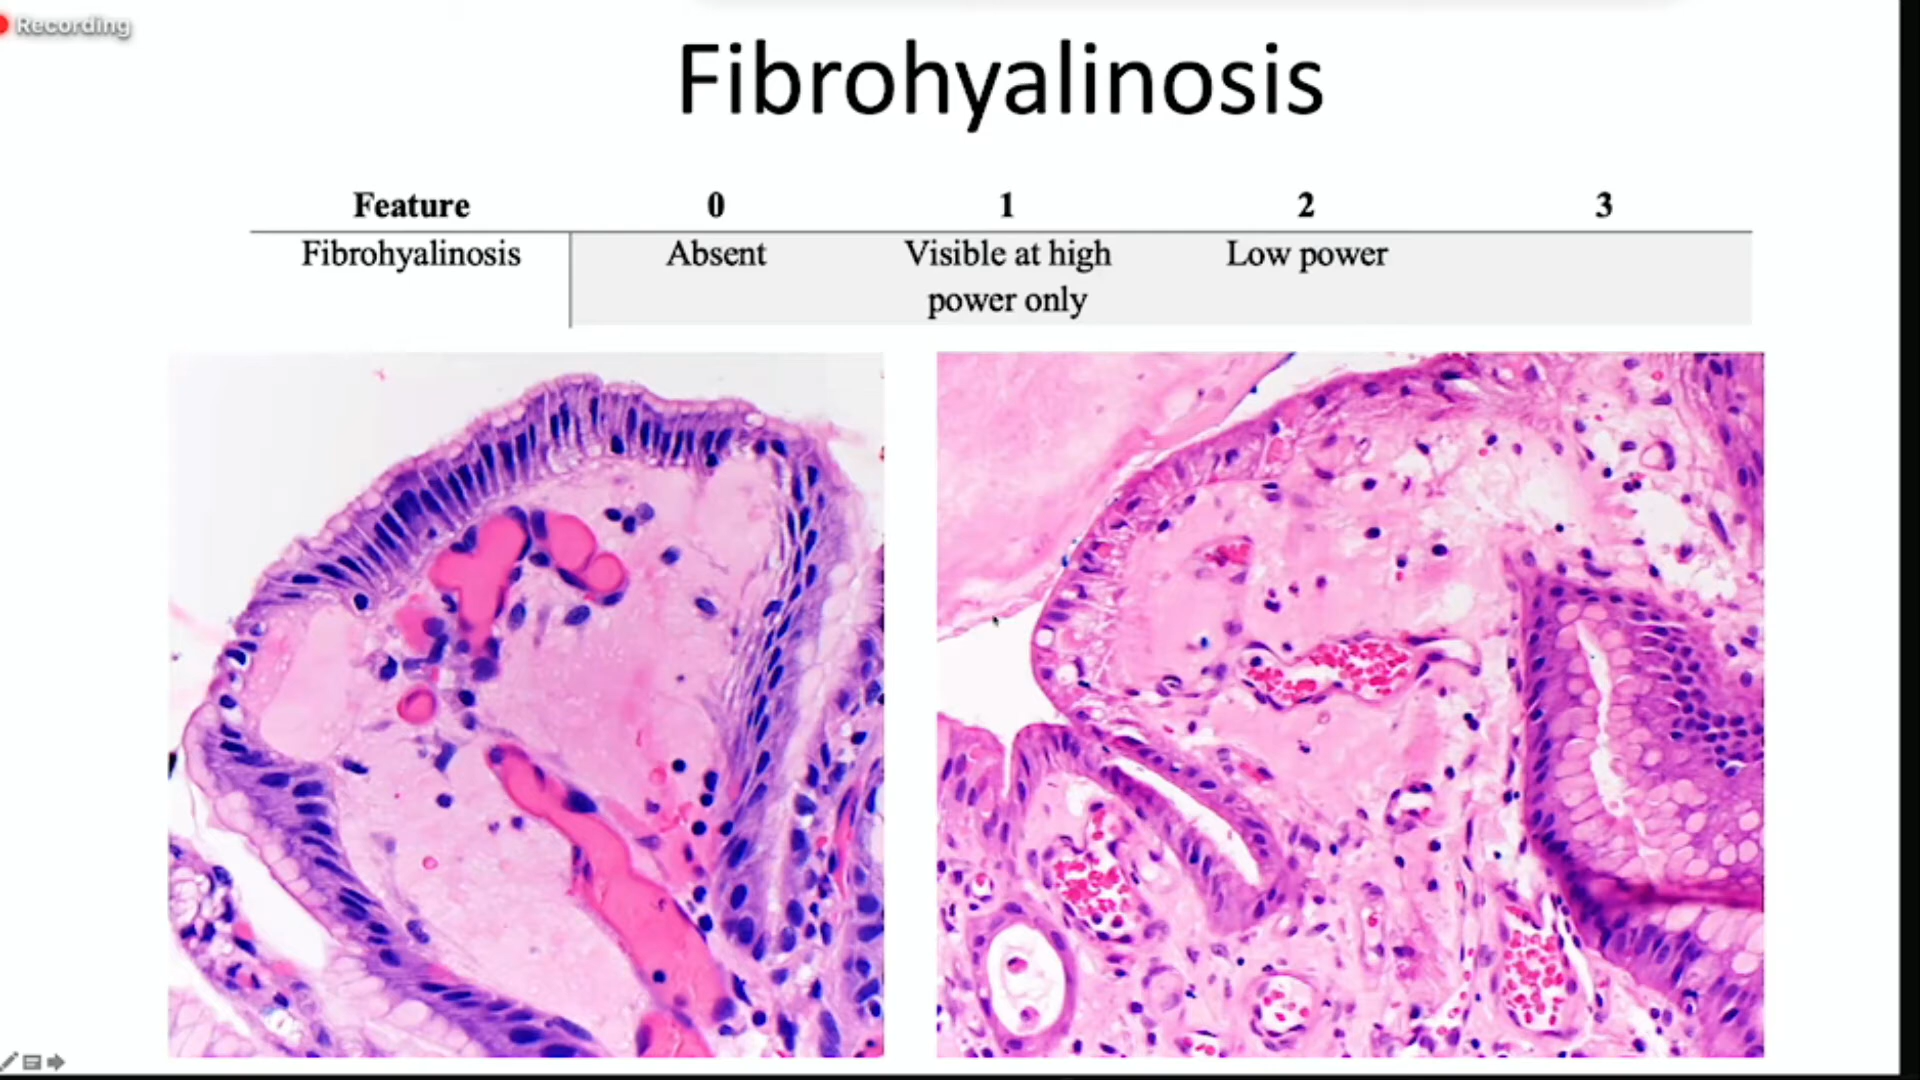 Recording
Fibrohyalinosis
Feature 0 1 2 3
Fibrohyalinosis Absent Visible at high Low power
power only